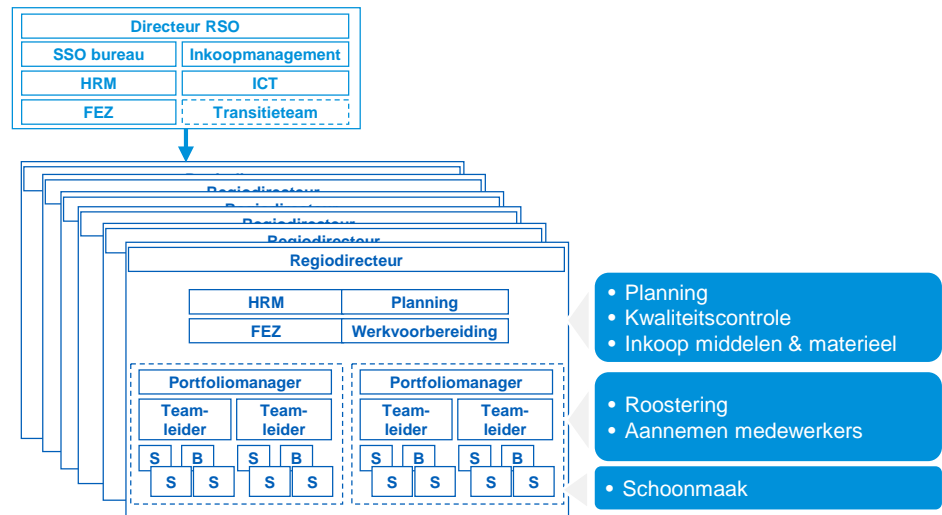 Directeur RSO
SSO bureau
Inkoopmanagement
HRM
ICT
FEZ
Transitieteam
Regiodirecteur
Regiodirecteur
Regiodirecteur
Regiodirecteur
HRM
Planning
FEZ
Werkvoorbereiding
Portfoliomanager
Portfoliomanager
Team-
leider
Team-
leider
Team-
leider
Team-
leider
S B S B S B S B
S S S S S S S S
• Planning
• Kwaliteitscontrole
• Inkoop middelen & materieel
• Roostering
• Aannemen medewerkers
• Schoonmaak